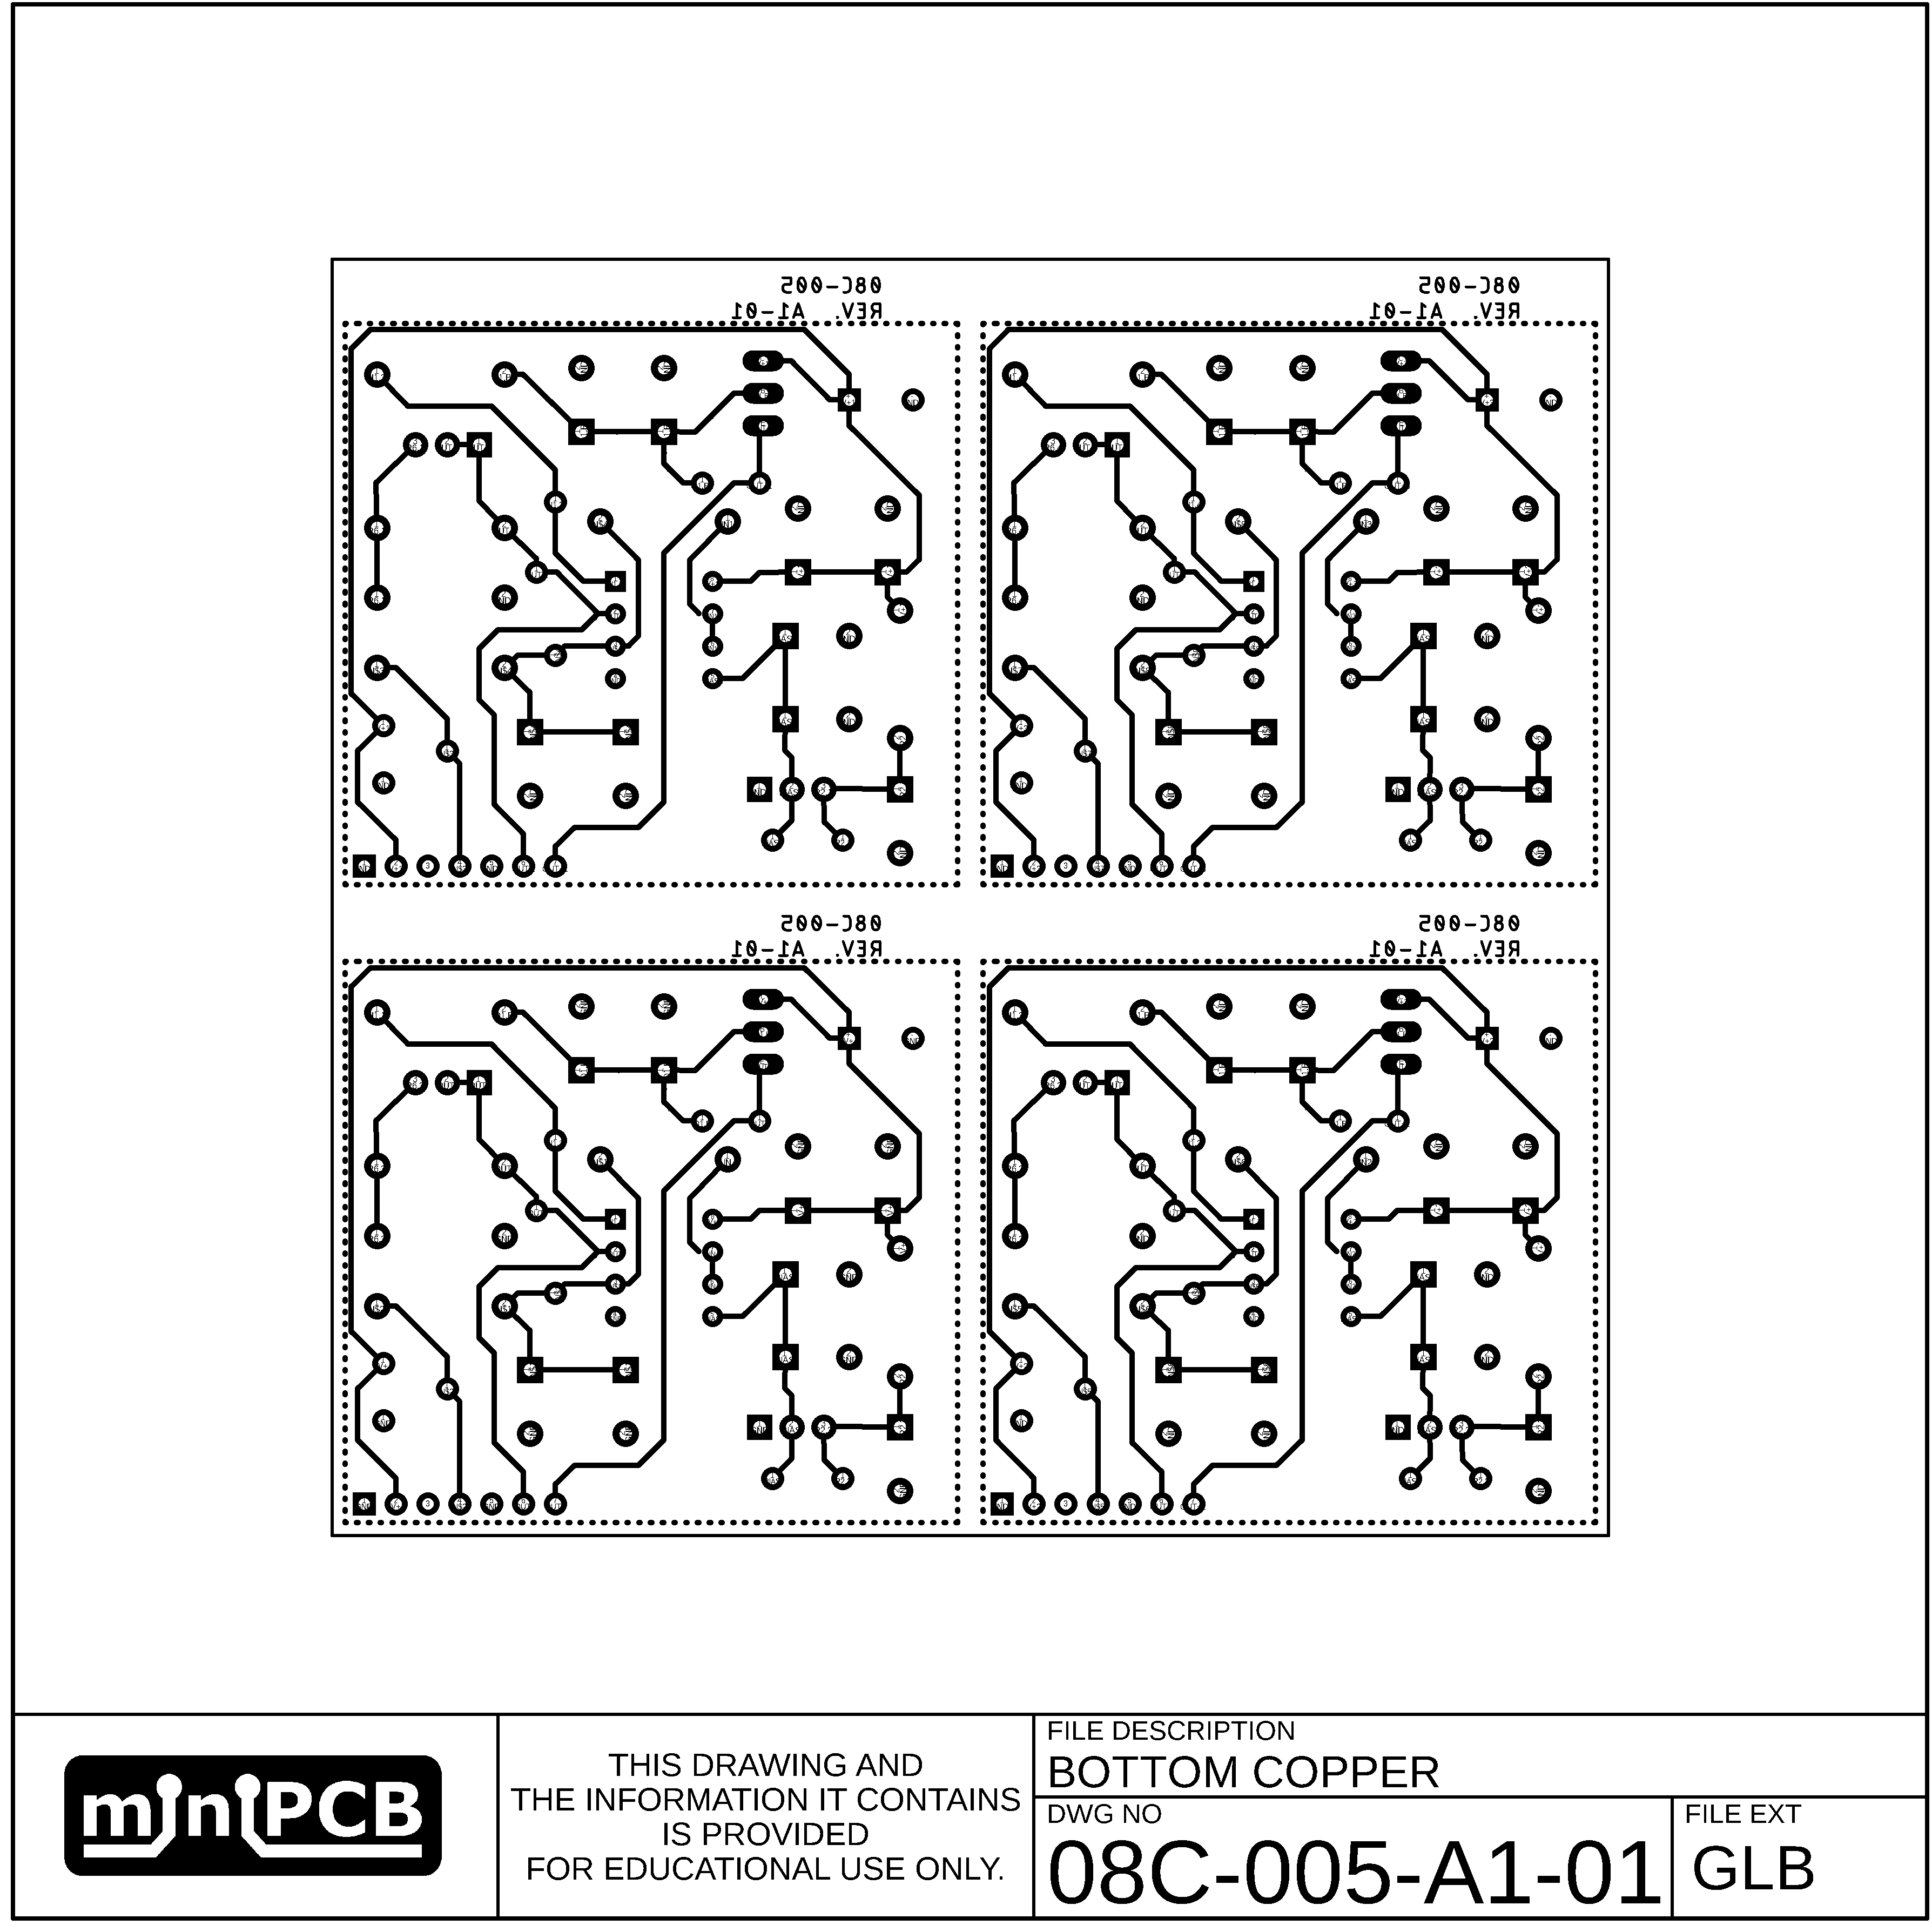 08C-005
REV. A1-01
08C-005
REV. A1-01
08C-005
REV. A1-01
08C-005
REV. A1-01
miniPCB
THIS DRAWING AND
THE INFORMATION IT CONTAINS
IS PROVIDED
FOR EDUCATIONAL USE ONLY.
FILE DESCRIPTION
BOTTOM COPPER
DWG NO
08C-005-A1-01
FILE EXT
GLB